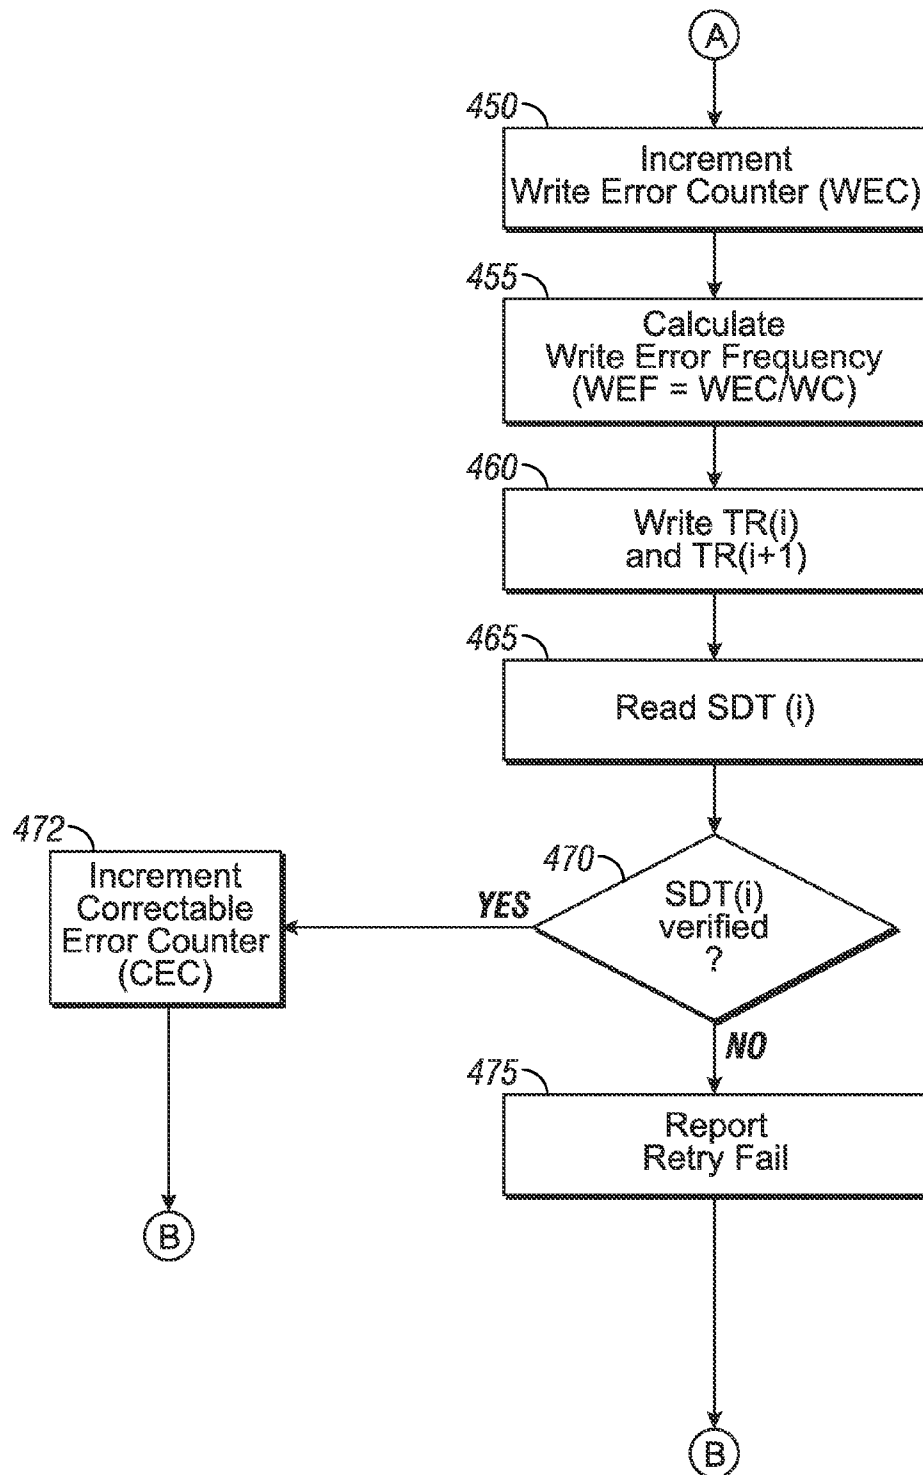 A
450
Increment
Write Error Counter (WEC)
455
Calculate
Write Error Frequency
(WEF = WEC/WC)
460
Write TR(i)
and TR(i+1)
465
Read SDT (i)
472
Increment
Correctable
Error Counter
(CEC)
YES
470
SDT(i)
verified
?
NO
475
Report
Retry Fail
B
B